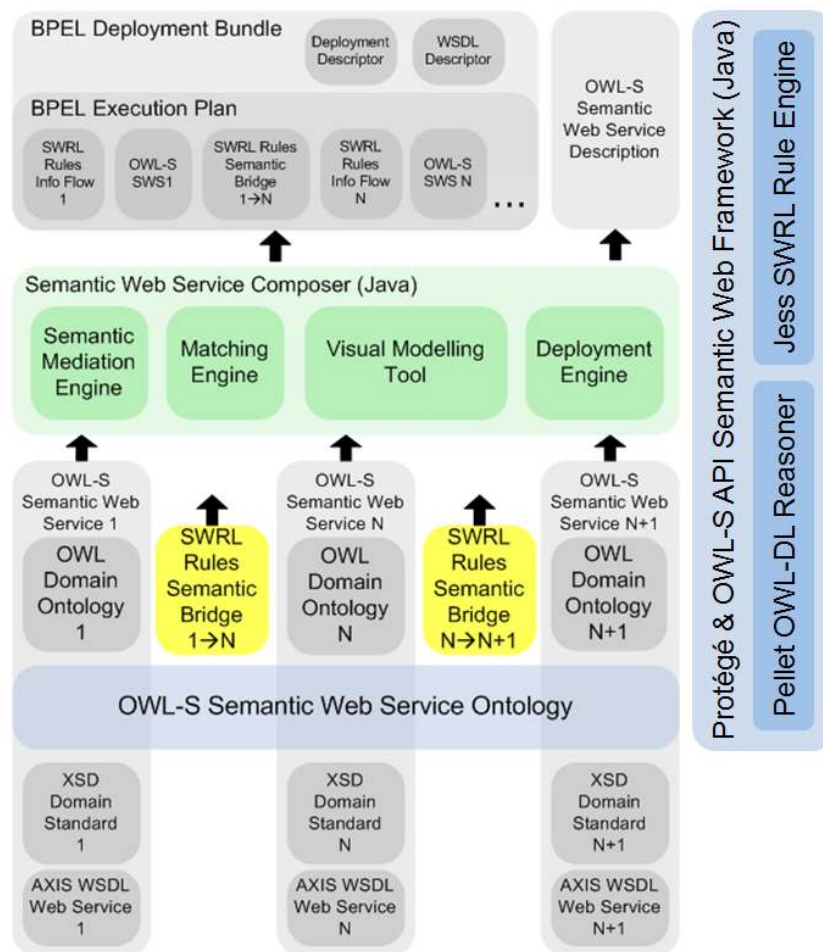 BPEL Deployment Bundle
Deployment
Descriptor
WSDL
Descriptor
BPEL Execution Plan
SWRL
Rules
Info Flow
1
OWL-S
SWS1
SWRL Rules
Semantic
Bridge
1→N
SWRL
Rules
Info Flow
N
OWL-S
SWS N
...
OWL-S
Semantic
Web Service
Description
Semantic Web Service Composer (Java)
Semantic
Mediation
Engine
Matching
Engine
Visual Modelling
Tool
Deployment
Engine
OWL-S
Semantic Web
Service 1
OWL
Domain
Ontology
1
SWRL
Rules
Semantic
Bridge
1→N
OWL-S
Semantic Web
Service N
OWL
Domain
Ontology
N
SWRL
Rules
Semantic
Bridge
N→N+1
OWL-S
Semantic Web
Service N+1
OWL
Domain
Ontology
N+1
OWL-S Semantic Web Service Ontology
XSD
Domain
Standard
1
XSD
Domain
Standard
N
XSD
Domain
Standard
N+1
AXIS WSDL
Web Service
1
AXIS WSDL
Web Service
N
AXIS WSDL
Web Service
N+1
Protégé & OWL-S API Semantic Web Framework (Java)
Jess SWRL Rule Engine
Pellet OWL-DL Reasoner